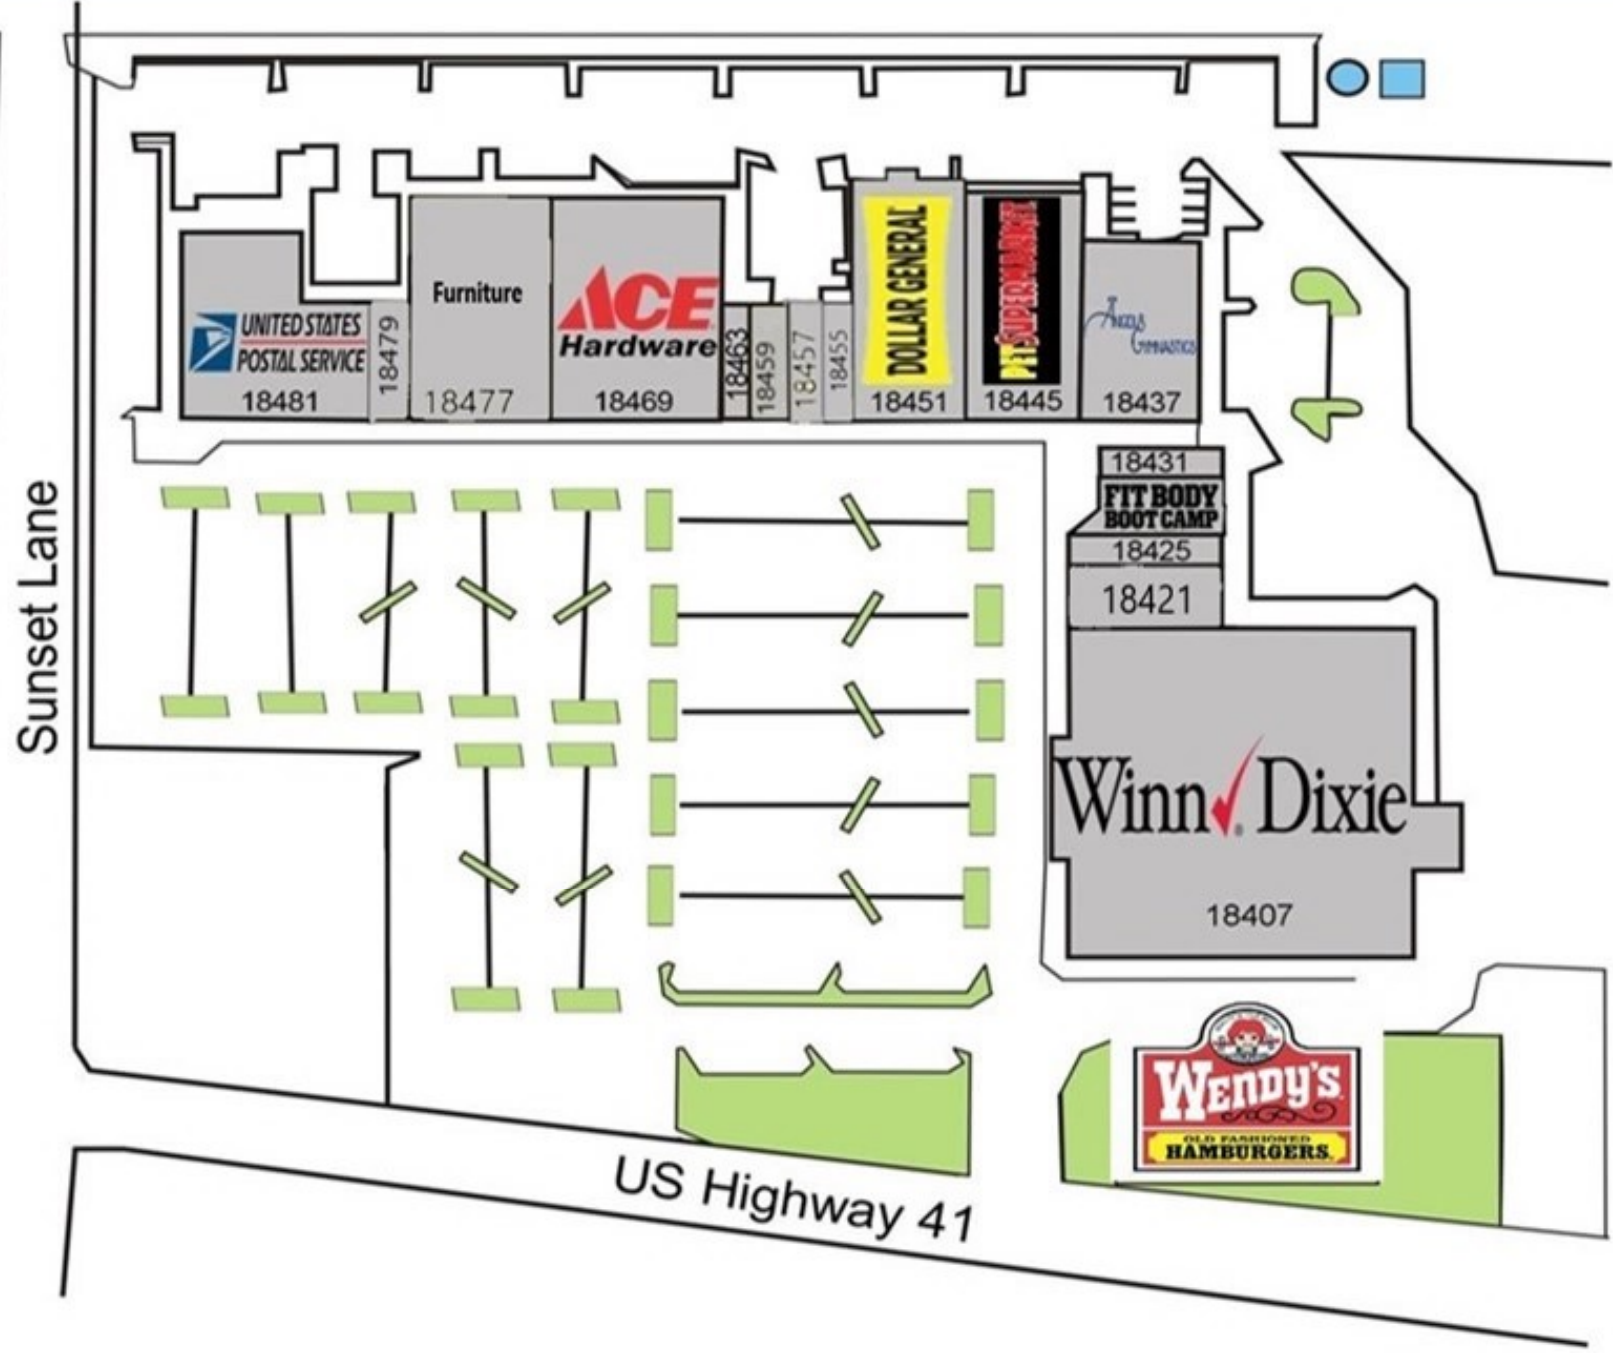 Sunset Lane
UNITED STATES
POSTAL SERVICE
18481
18479
Furniture
18477
ACE
Hardware
18469
18463
18459
18457
18455
DOLLAR GENERAL
18451
PET SUPERMARKET
18445
Angels
Gymnastics
18437
18431
FIT BODY
BOOT CAMP
18425
18421
Winn Dixie
18407
WENDY'S
OLD FASHIONED
HAMBURGERS.
US Highway 41